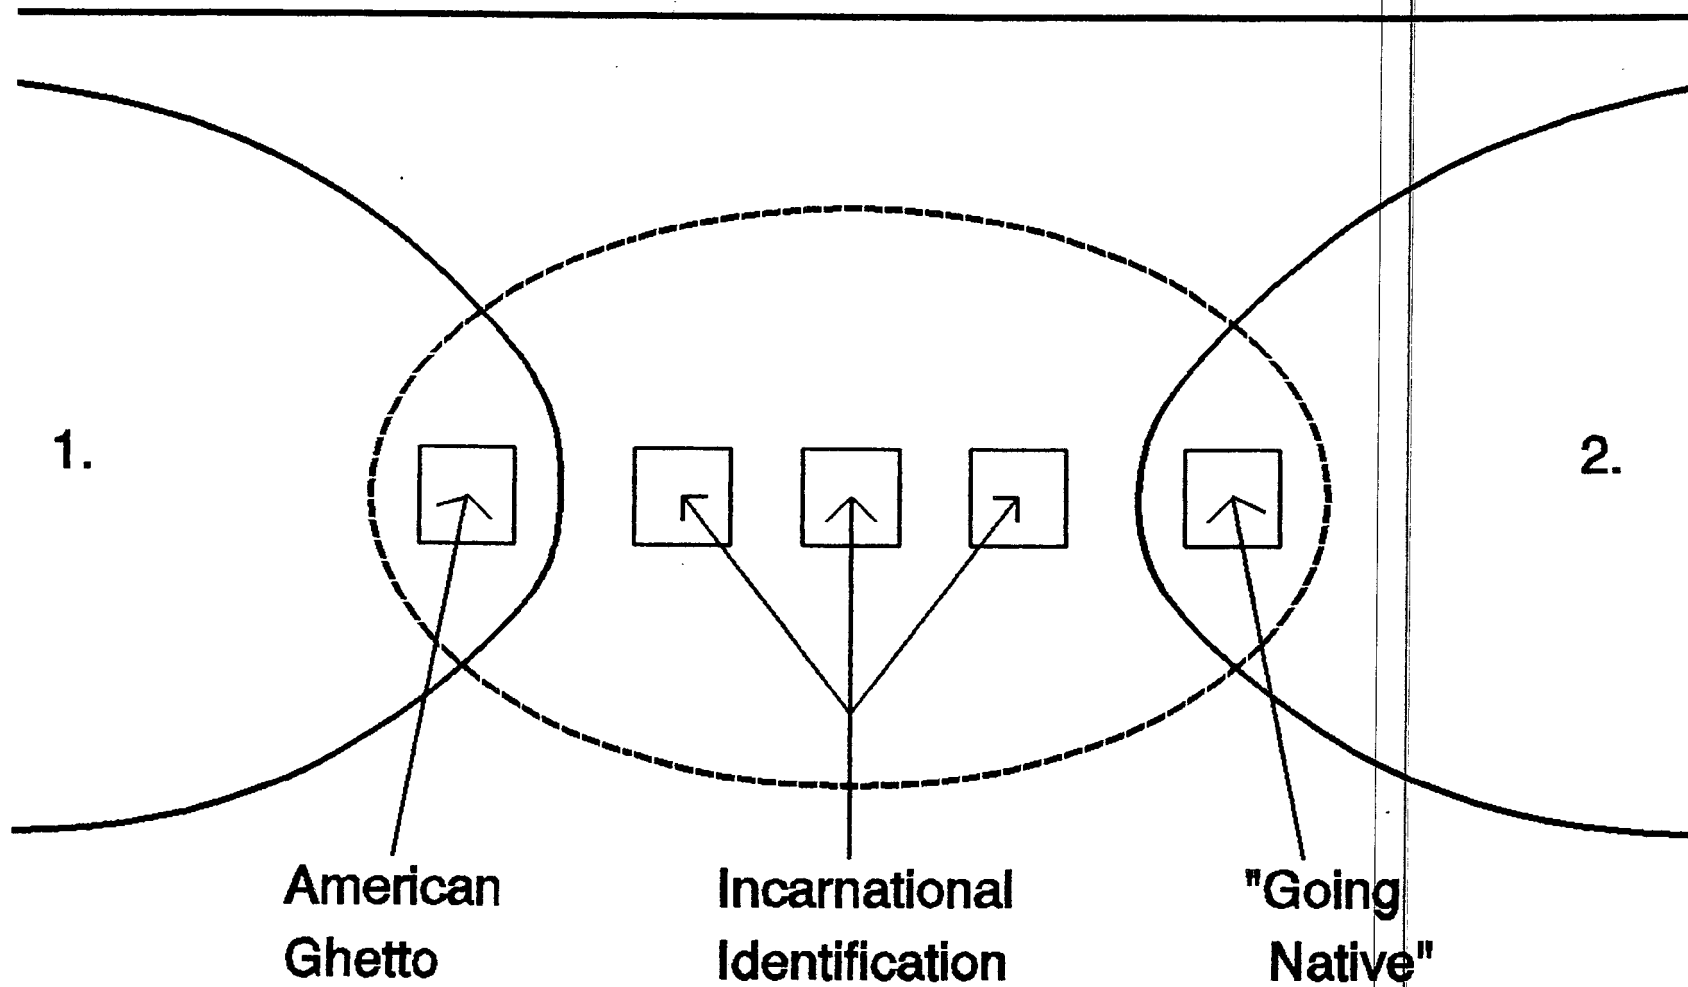 1.
2.
American
Ghetto
Incarnational
Identification
"Going
Native"